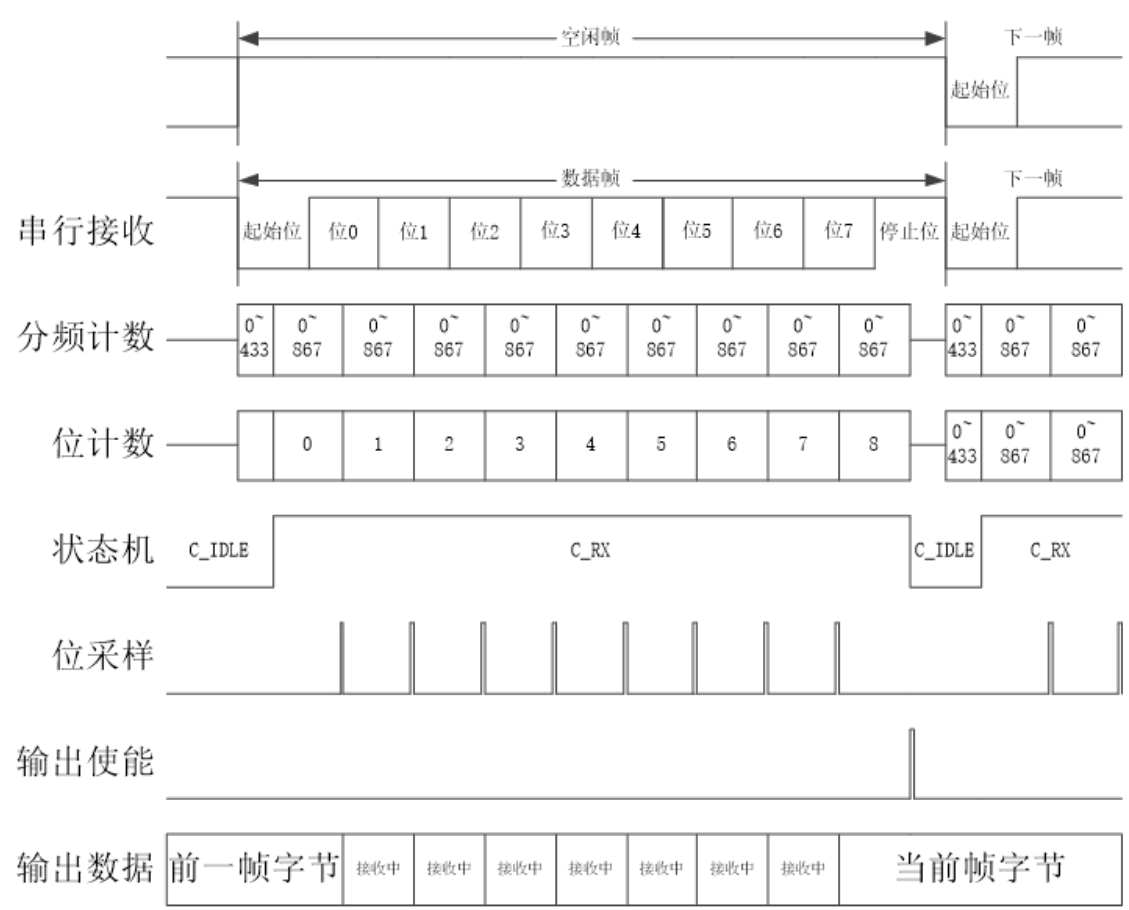 空闲帧 下一帧
起始位
数据帧 下一帧
串行接收 起始位 位0 位1 位2 位3 位4 位5 位6 位7 停止位 起始位
分频计数 0~433 0~867 0~867 0~867 0~867 0~867 0~867 0~867 0~867 0~867 0~433 0~867 0~867
位计数 0 1 2 3 4 5 6 7 8 0~433 0~867 0~867
状态机 C_IDLE C_RX C_IDLE C_RX
位采样
输出使能
输出数据 前一帧字节 接收中 接收中 接收中 接收中 接收中 接收中 接收中 当前帧字节